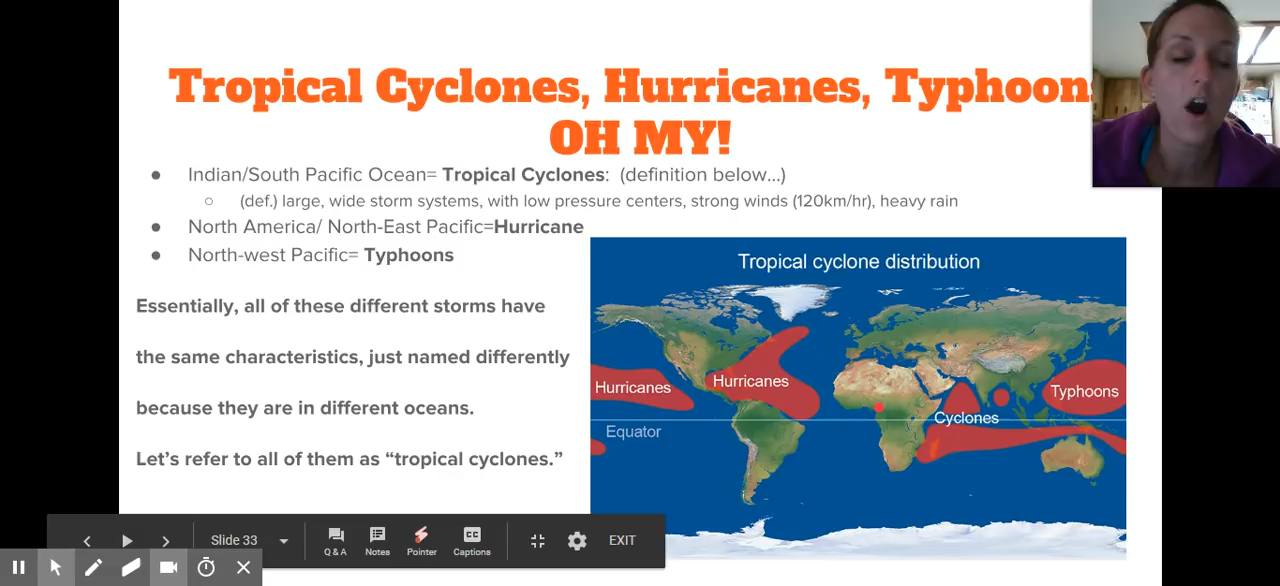 Tropical Cyclones, Hurricanes, Typhoons
OH MY!
● Indian/South Pacific Ocean= Tropical Cyclones: (definition below...)
○ (def.) large, wide storm systems, with low pressure centers, strong winds (120km/hr), heavy rain
● North America/ North-East Pacific=Hurricane
● North-west Pacific= Typhoons
Essentially, all of these different storms have
the same characteristics, just named differently
because they are in different oceans.
Let's refer to all of them as “tropical cyclones.”
Tropical cyclone distribution
Hurricanes
Hurricanes
Typhoons
Cyclones
Equator
Slide 33
Q & A
Notes
Pointer
CC
Captions
EXIT